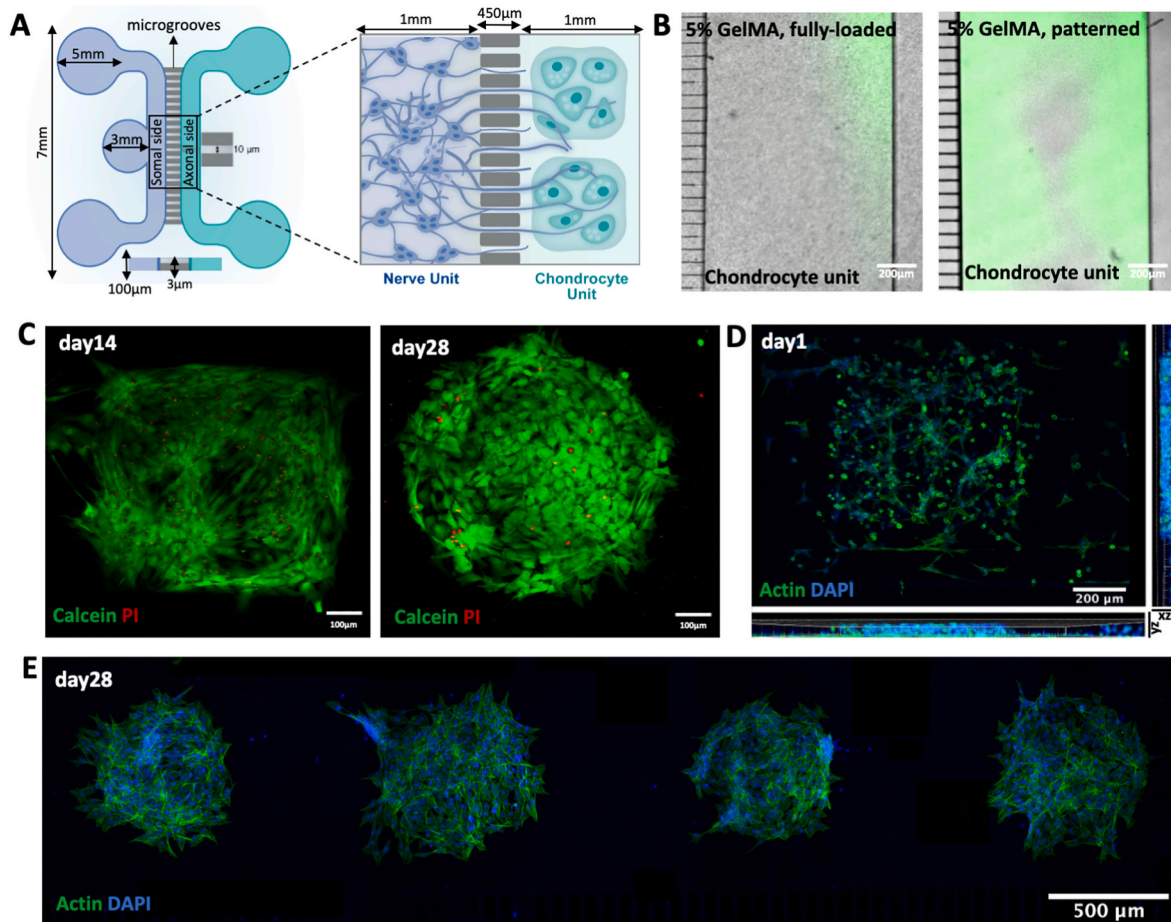 A
microgrooves
5mm
7mm
3mm
Somal side
Axonal side
10 μm
100μm
3μm
1mm
450μm
1mm
Nerve Unit
Chondrocyte
Unit
B
5% GelMA, fully-loaded
Chondrocyte unit
200μm
5% GelMA, patterned
Chondrocyte unit
200μm
C
day14
Calcein PI
100μm
day28
Calcein PI
100μm
D
day1
Actin DAPI
200 μm
yz
xz
E
day28
Actin DAPI
500 μm